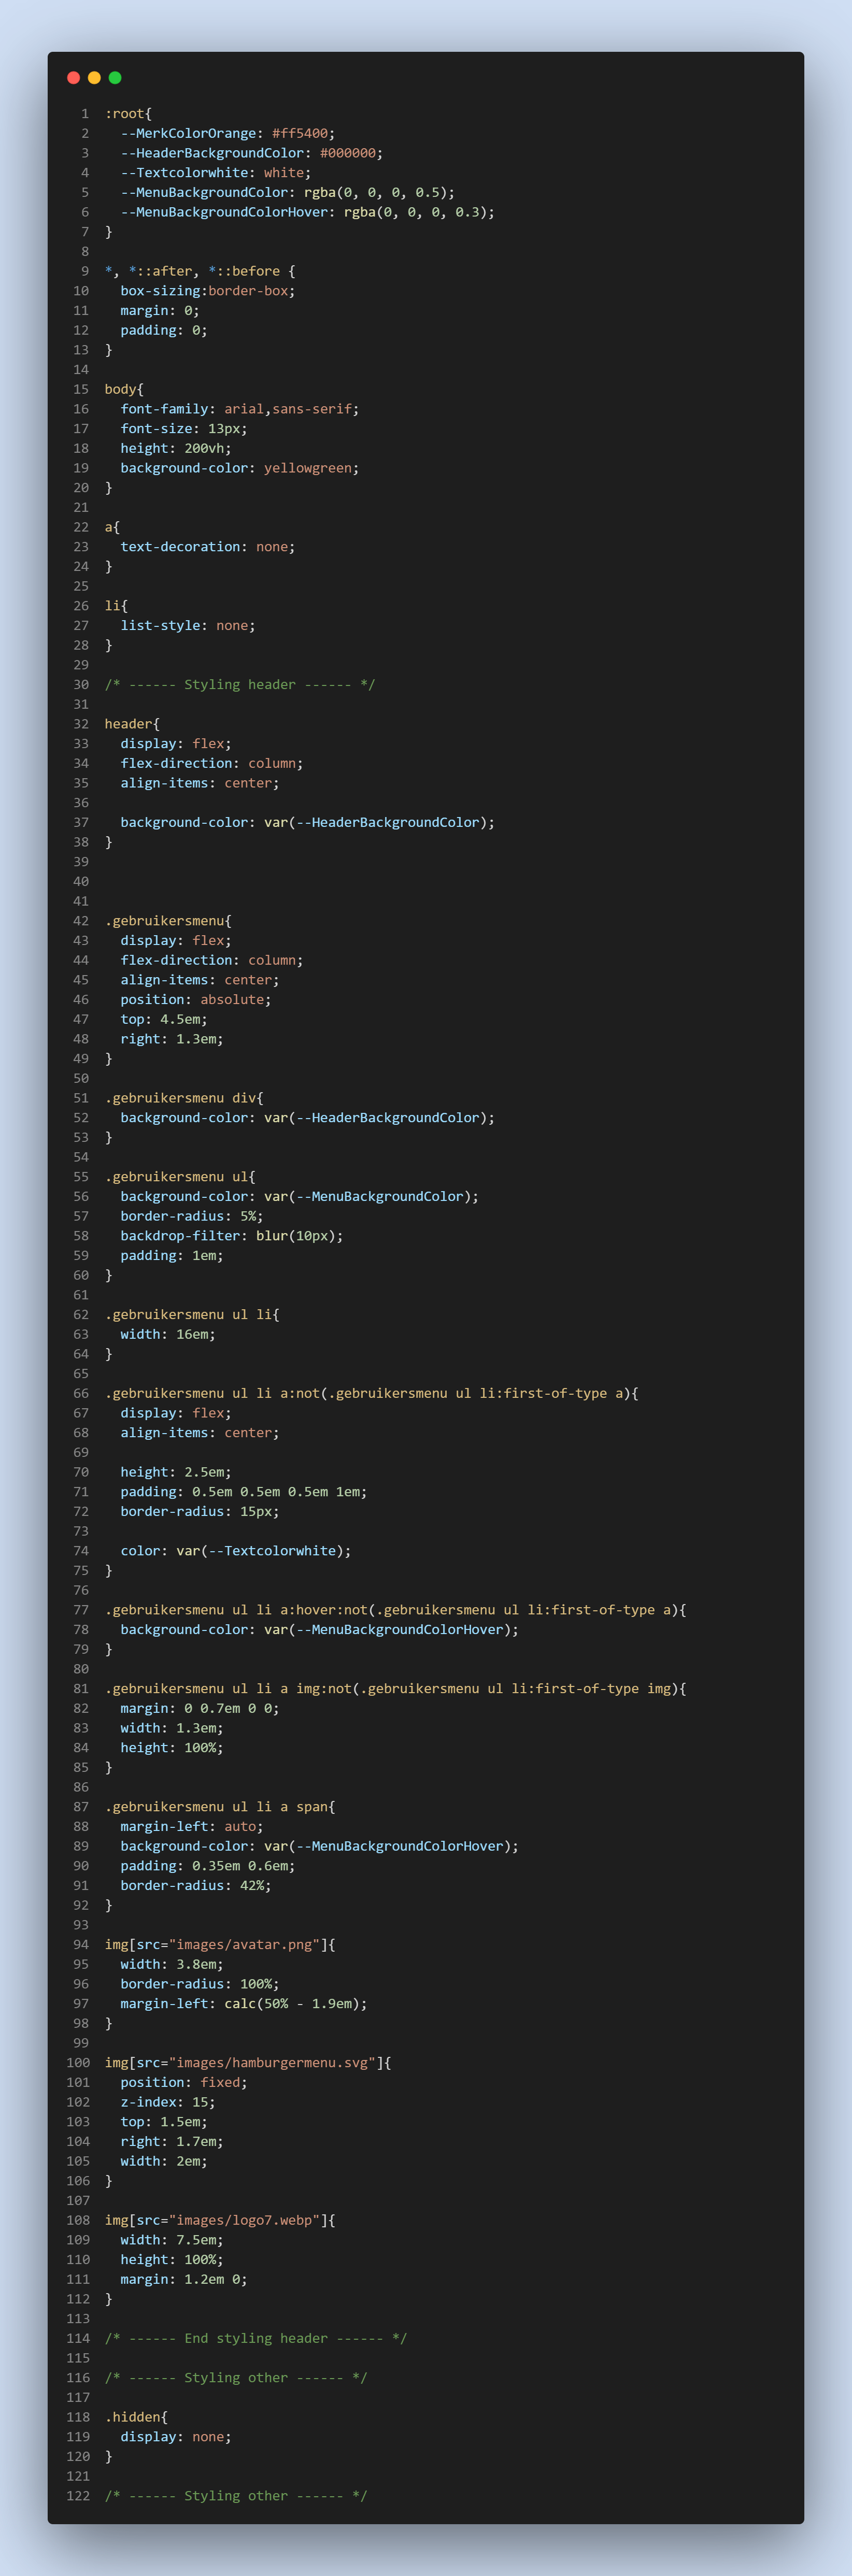 1 :root{
2   --MerkColorOrange: #ff5400;
3   --HeaderBackgroundColor: #000000;
4   --Textcolorwhite: white;
5   --MenuBackgroundColor: rgba(0, 0, 0, 0.5);
6   --MenuBackgroundColorHover: rgba(0, 0, 0, 0.3);
7 }
8
9 *, *::after, *::before {
10   box-sizing:border-box;
11   margin: 0;
12   padding: 0;
13 }
14
15 body{
16   font-family: arial,sans-serif;
17   font-size: 13px;
18   height: 200vh;
19   background-color: yellowgreen;
20 }
21
22 a{
23   text-decoration: none;
24 }
25
26 li{
27   list-style: none;
28 }
29
30 /* ------ Styling header ------ */
31
32 header{
33   display: flex;
34   flex-direction: column;
35   align-items: center;
36
37   background-color: var(--HeaderBackgroundColor);
38 }
39
40
41
42 .gebruikersmenu{
43   display: flex;
44   flex-direction: column;
45   align-items: center;
46   position: absolute;
47   top: 4.5em;
48   right: 1.3em;
49 }
50
51 .gebruikersmenu div{
52   background-color: var(--HeaderBackgroundColor);
53 }
54
55 .gebruikersmenu ul{
56   background-color: var(--MenuBackgroundColor);
57   border-radius: 5%;
58   backdrop-filter: blur(10px);
59   padding: 1em;
60 }
61
62 .gebruikersmenu ul li{
63   width: 16em;
64 }
65
66 .gebruikersmenu ul li a:not(.gebruikersmenu ul li:first-of-type a){
67   display: flex;
68   align-items: center;
69
70   height: 2.5em;
71   padding: 0.5em 0.5em 0.5em 1em;
72   border-radius: 15px;
73
74   color: var(--Textcolorwhite);
75 }
76
77 .gebruikersmenu ul li a:hover:not(.gebruikersmenu ul li:first-of-type a){
78   background-color: var(--MenuBackgroundColorHover);
79 }
80
81 .gebruikersmenu ul li a img:not(.gebruikersmenu ul li:first-of-type img){
82   margin: 0 0.7em 0 0;
83   width: 1.3em;
84   height: 100%;
85 }
86
87 .gebruikersmenu ul li a span{
88   margin-left: auto;
89   background-color: var(--MenuBackgroundColorHover);
90   padding: 0.35em 0.6em;
91   border-radius: 42%;
92 }
93
94 img[src="images/avatar.png"]{
95   width: 3.8em;
96   border-radius: 100%;
97   margin-left: calc(50% - 1.9em);
98 }
99
100 img[src="images/hamburgermenu.svg"]{
101   position: fixed;
102   z-index: 15;
103   top: 1.5em;
104   right: 1.7em;
105   width: 2em;
106 }
107
108 img[src="images/logo7.webp"]{
109   width: 7.5em;
110   height: 100%;
111   margin: 1.2em 0;
112 }
113
114 /* ------ End styling header ------ */
115
116 /* ------ Styling other ------ */
117
118 .hidden{
119   display: none;
120 }
121
122 /* ------ Styling other ------ */